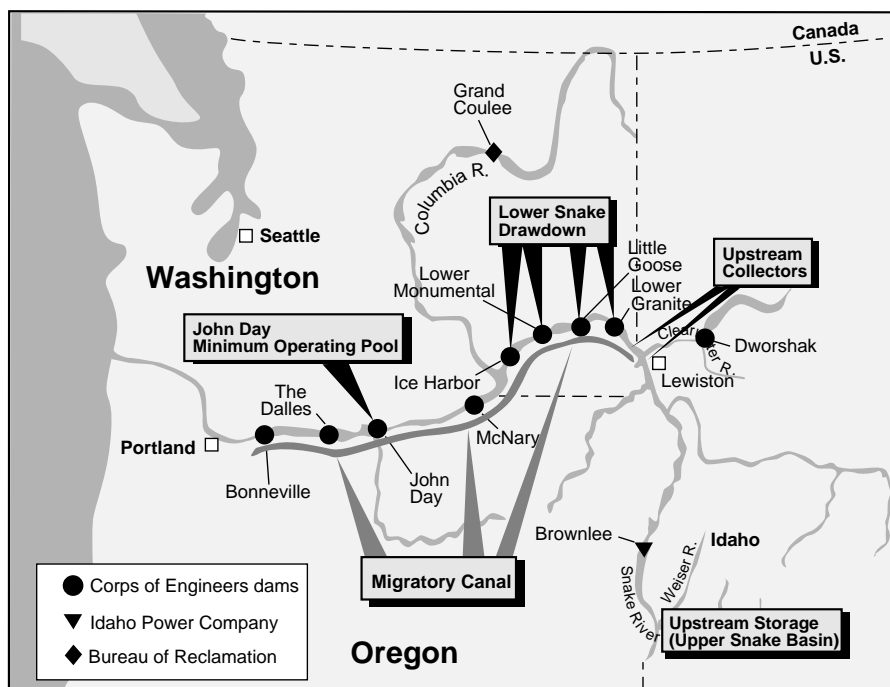 Canada
U.S.
Grand
Coulee
Columbia R.
Lower Snake
Drawdown
Seattle
Washington
Little
Goose
Upstream
Collectors
Lower
Monumental
Lower
Granite
John Day
Minimum Operating Pool
Clearwater R.
Dworshak
Ice Harbor
Lewiston
The
Dalles
McNary
Portland
John
Day
Bonneville
Brownlee
Idaho
Weiser R.
Snake River
Migratory Canal
Upstream Storage
(Upper Snake Basin)
Oregon
Corps of Engineers dams
Idaho Power Company
Bureau of Reclamation